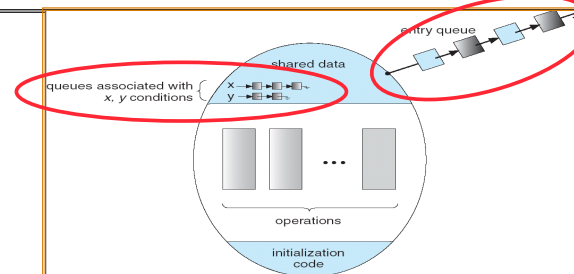 entry queue
shared data
queues associated with
x, y conditions
x
y
operations
initialization
code